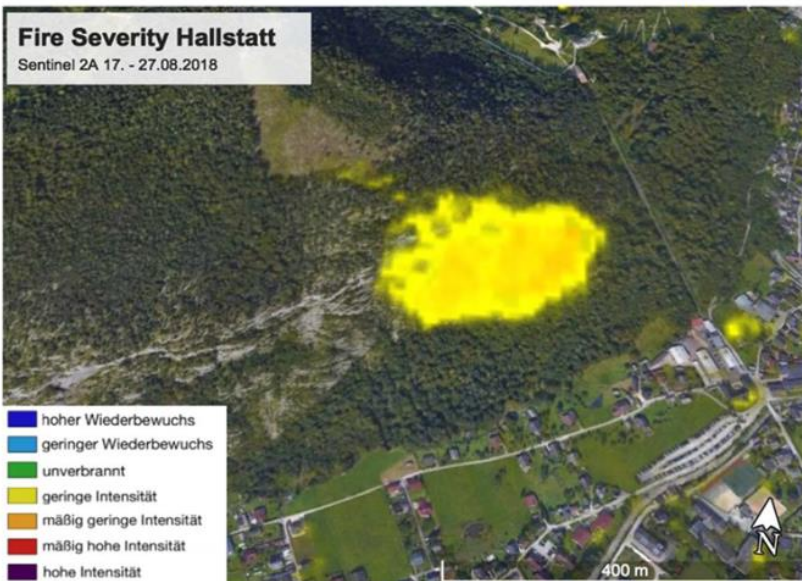 Fire Severity Hallstatt
Sentinel 2A 17. - 27.08.2018
hoher Wiederbewuchs
geringer Wiederbewuchs
unverbrannt
geringe Intensität
mäßig geringe Intensität
mäßig hohe Intensität
hohe Intensität
400 m
N